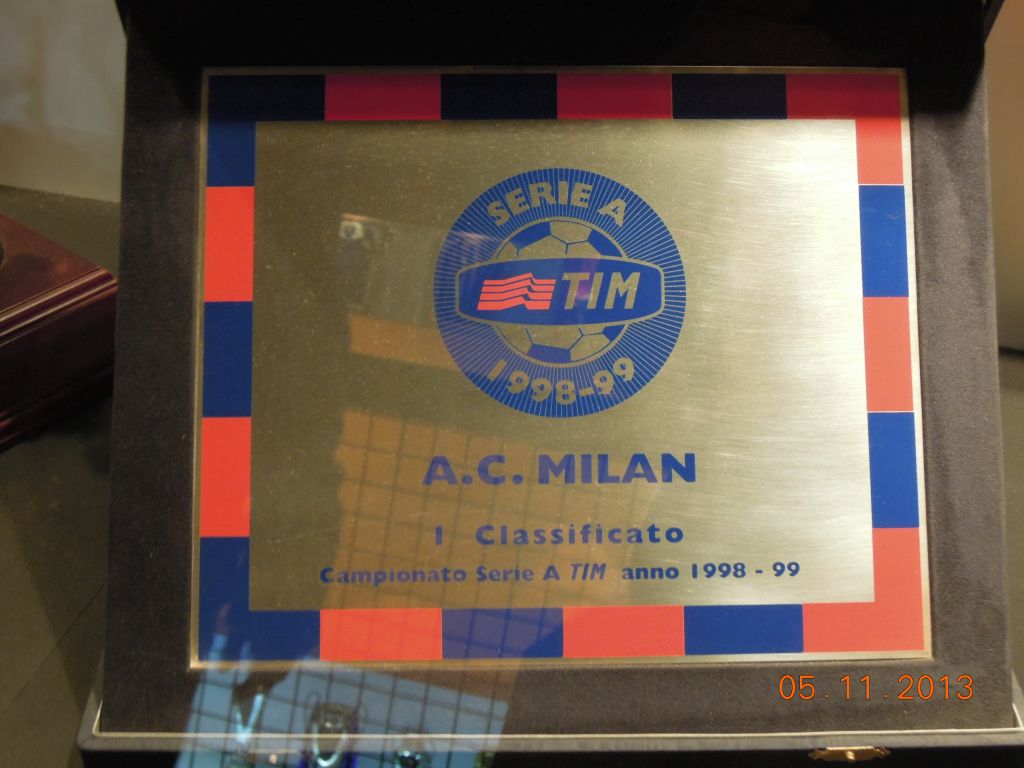 SERIE A
TIM
1998-99
A.C. MILAN
I Classificato
Campionato Serie A TIM anno 1998 - 99
05.11.2013